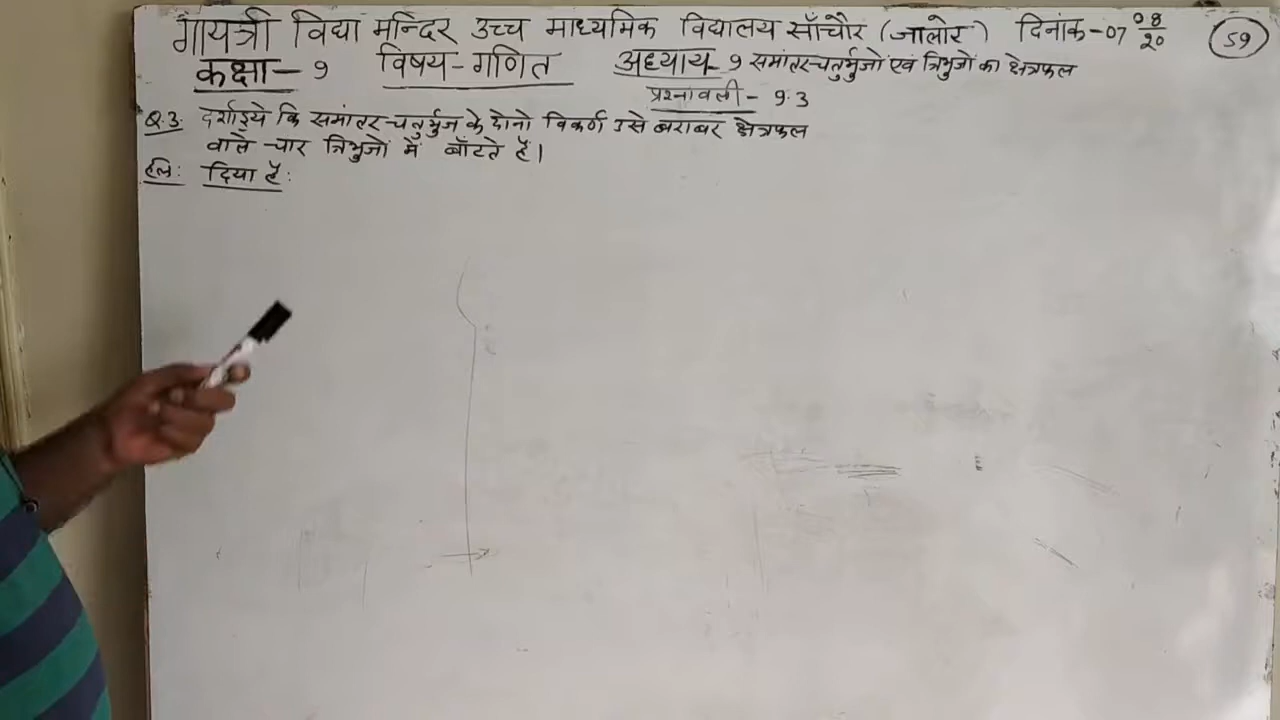 गायत्री विद्या मन्दिर उच्च माध्यमिक विद्यालय साँचौर (जालोर) दिनांक-07 08/20 59
कक्षा-9 विषय-गणित अध्याय-9 समांतर चतुर्भुजों एवं त्रिभुजों का क्षेत्रफल
प्रश्नावली-9.3
Q.3. दर्शाइये कि समांतर चतुर्भुज के दोनो विकर्ण उसे बराबर क्षेत्रफल
वाले चार त्रिभुजों में बाँटते हैं।
हल: दिया है: